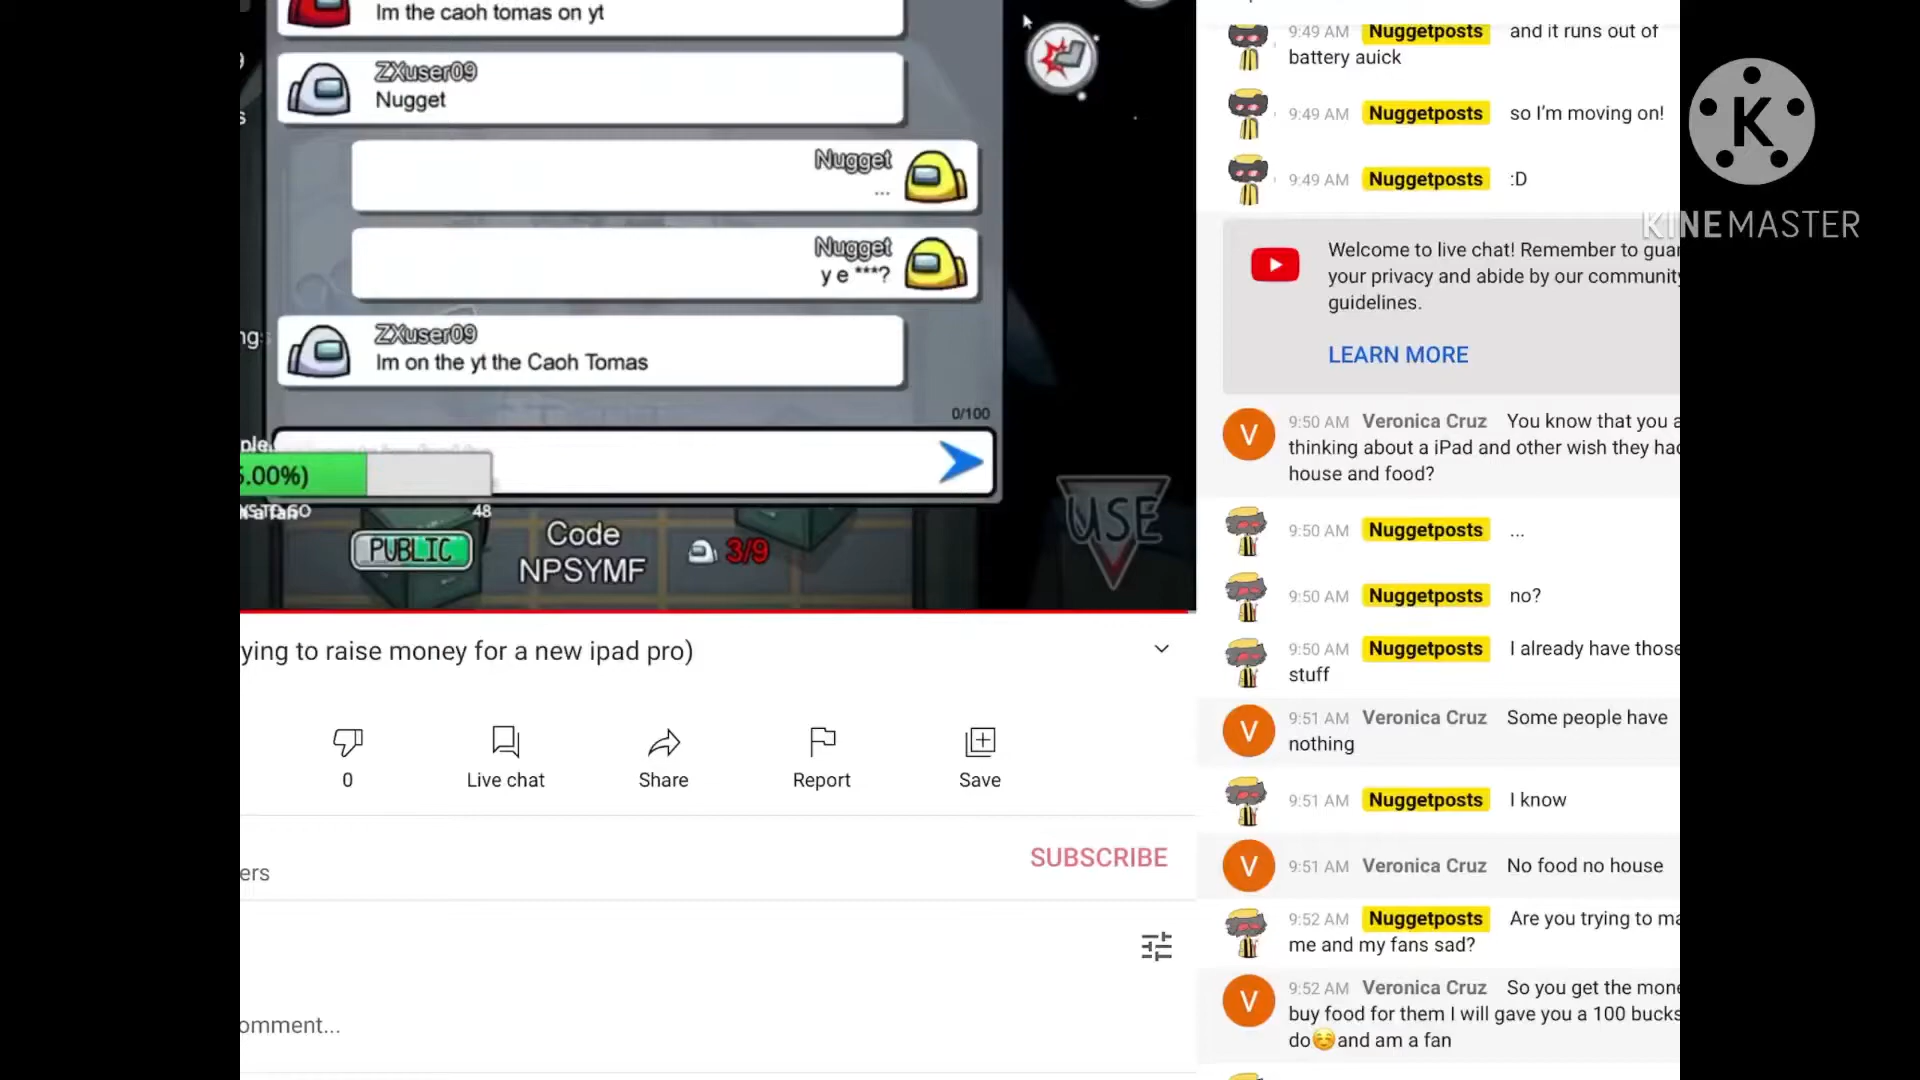 Im the caoh tomas on yt
ZXuser09
Nugget
Nugget
...
Nugget
y e ***?
ZXuser09
Im on the yt the Caoh Tomas
0/100
ple
5.00%)
TO GO
48
n a fan
PUBLIC
Code
NPSYMF
3/9
USE
ying to raise money for a new ipad pro)
0
Live chat
Share
Report
Save
ers
SUBSCRIBE
omment...
9:49 AM Nuggetposts and it runs out of
battery auick
9:49 AM Nuggetposts so I'm moving on!
9:49 AM Nuggetposts :D
Welcome to live chat! Remember to guar
your privacy and abide by our community
guidelines.
LEARN MORE
9:50 AM Veronica Cruz You know that you a
thinking about a iPad and other wish they had
house and food?
9:50 AM Nuggetposts ...
9:50 AM Nuggetposts no?
9:50 AM Nuggetposts I already have those
stuff
9:51 AM Veronica Cruz Some people have
nothing
9:51 AM Nuggetposts I know
9:51 AM Veronica Cruz No food no house
9:52 AM Nuggetposts Are you trying to ma
me and my fans sad?
9:52 AM Veronica Cruz So you get the mone
buy food for them I will gave you a 100 bucks
do☺️and am a fan
K
KINEMASTER